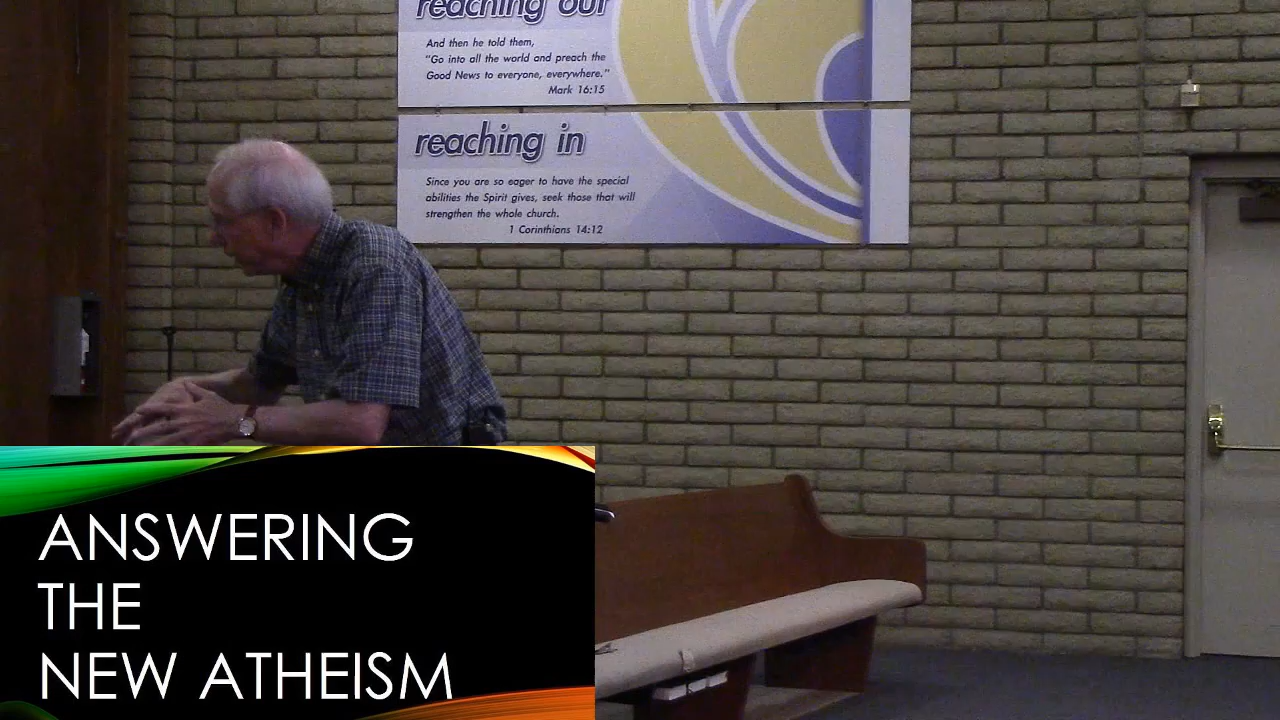 reaching out
And then he told them,
"Go into all the world and preach the
Good News to everyone, everywhere."
Mark 16:15
reaching in
Since you are so eager to have the special
abilities the Spirit gives, seek those that will
strengthen the whole church.
1 Corinthians 14:12
ANSWERING
THE
NEW ATHEISM